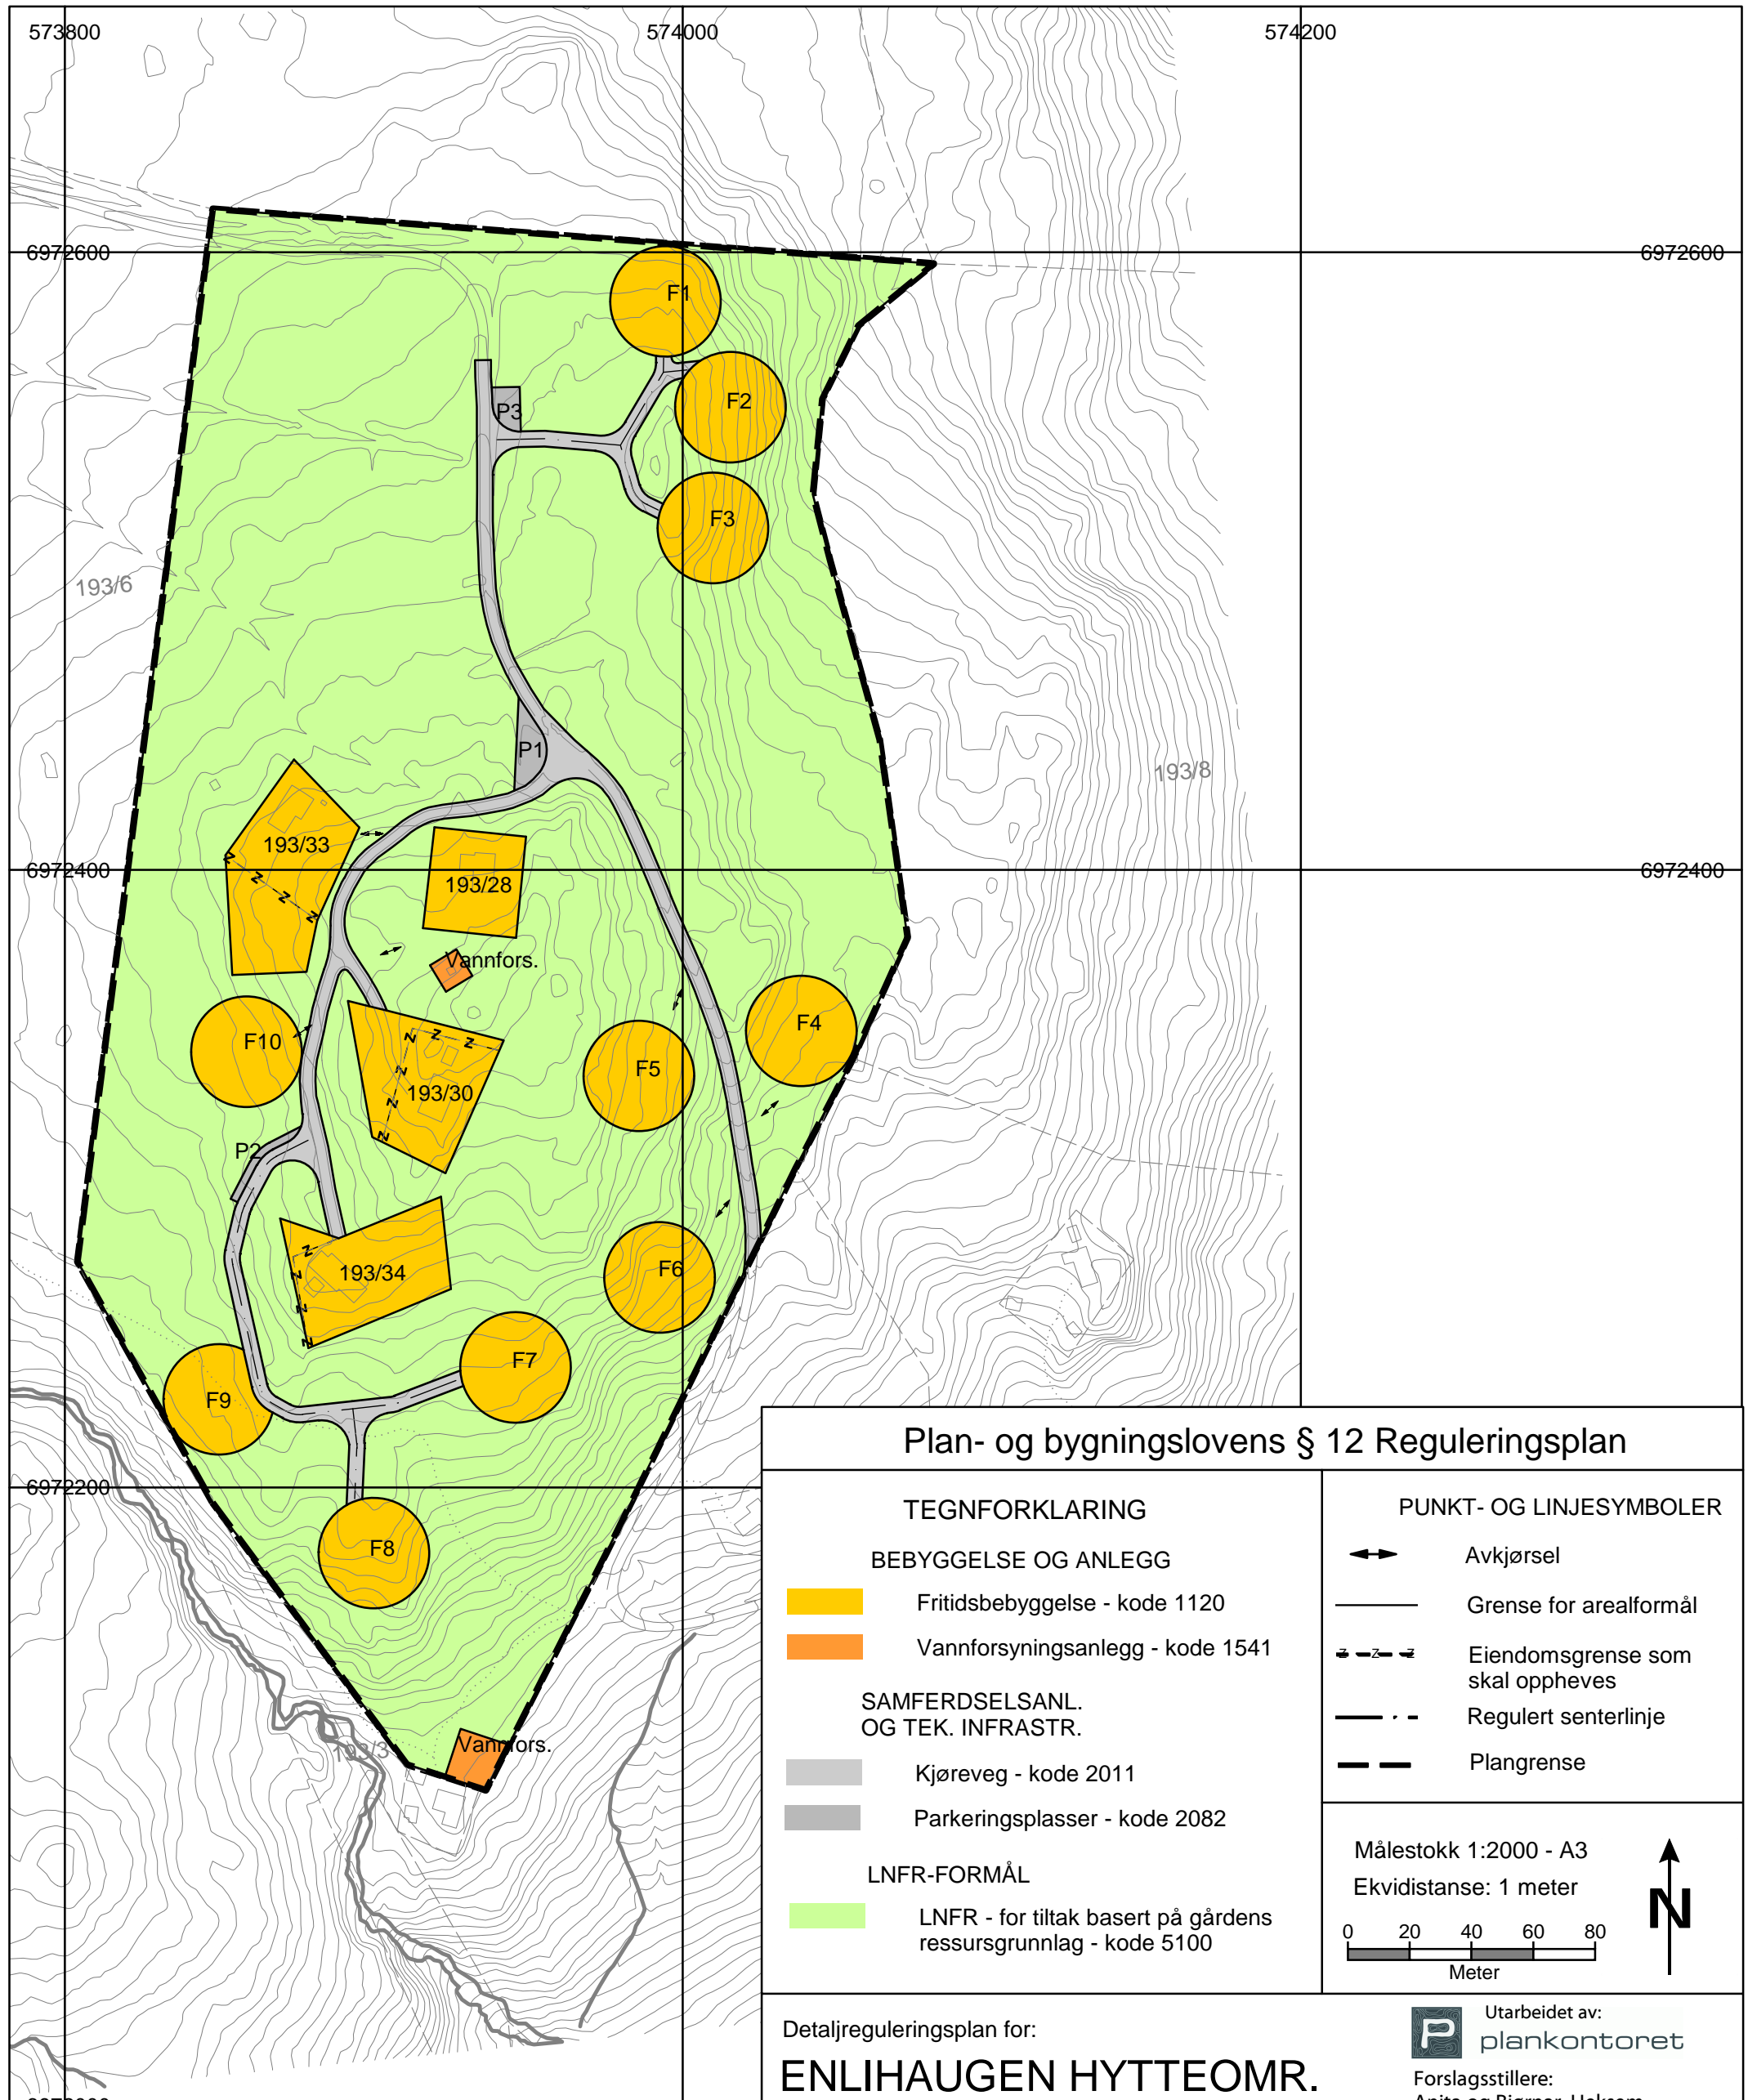 573800
574000
574200
6972600
6972600
F1
F2
P3
F3
193/6
P1
193/8
193/33
6972400
6972400
193/28
Vannfors.
F4
F10
F5
193/30
P2
F6
193/34
F7
F9
6972200
F8
193/3
Vannfors.
Plan- og bygningslovens § 12 Reguleringsplan
TEGNFORKLARING
BEBYGGELSE OG ANLEGG
Fritidsbebyggelse - kode 1120
Vannforsyningsanlegg - kode 1541
SAMFERDSELSANL.
OG TEK. INFRASTR.
Kjøreveg - kode 2011
Parkeringsplasser - kode 2082
LNFR-FORMÅL
LNFR - for tiltak basert på gårdens
ressursgrunnlag - kode 5100
PUNKT- OG LINJESYMBOLER
Avkjørsel
Grense for arealformål
Eiendomsgrense som
skal oppheves
Regulert senterlinje
Plangrense
Målestokk 1:2000 - A3
Ekvidistanse: 1 meter
0 20 40 60 80
Meter
N
Detaljreguleringsplan for:
ENLIHAUGEN HYTTEOMR.
Utarbeidet av:
P plankontoret
Forslagsstillere: